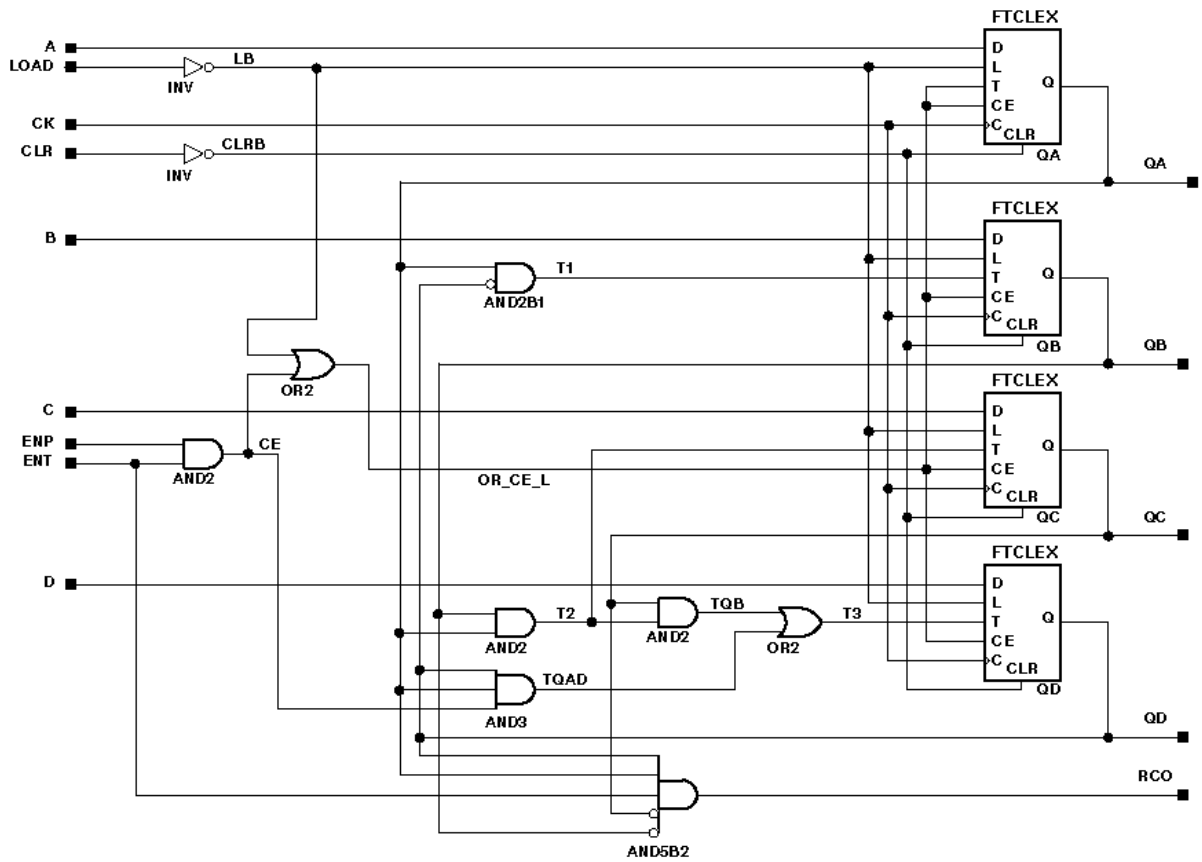 FTCLEX
A
D
LOAD
LB
L
INV
T
Q
CE
CK
C
CLR
CLR
CLRB
INV
QA
QA
FTCLEX
B
D
L
T1
T
Q
AND2B1
CE
C
CLR
QB
QB
FTCLEX
OR2
C
D
L
ENP
CE
T
Q
ENT
AND2
OR_CE_L
CE
C
CLR
QC
QC
FTCLEX
D
D
TQB
L
T2
T3
T
Q
AND2
AND2
OR2
CE
C
CLR
TQAD
QD
AND3
QD
RCO
AND5B2